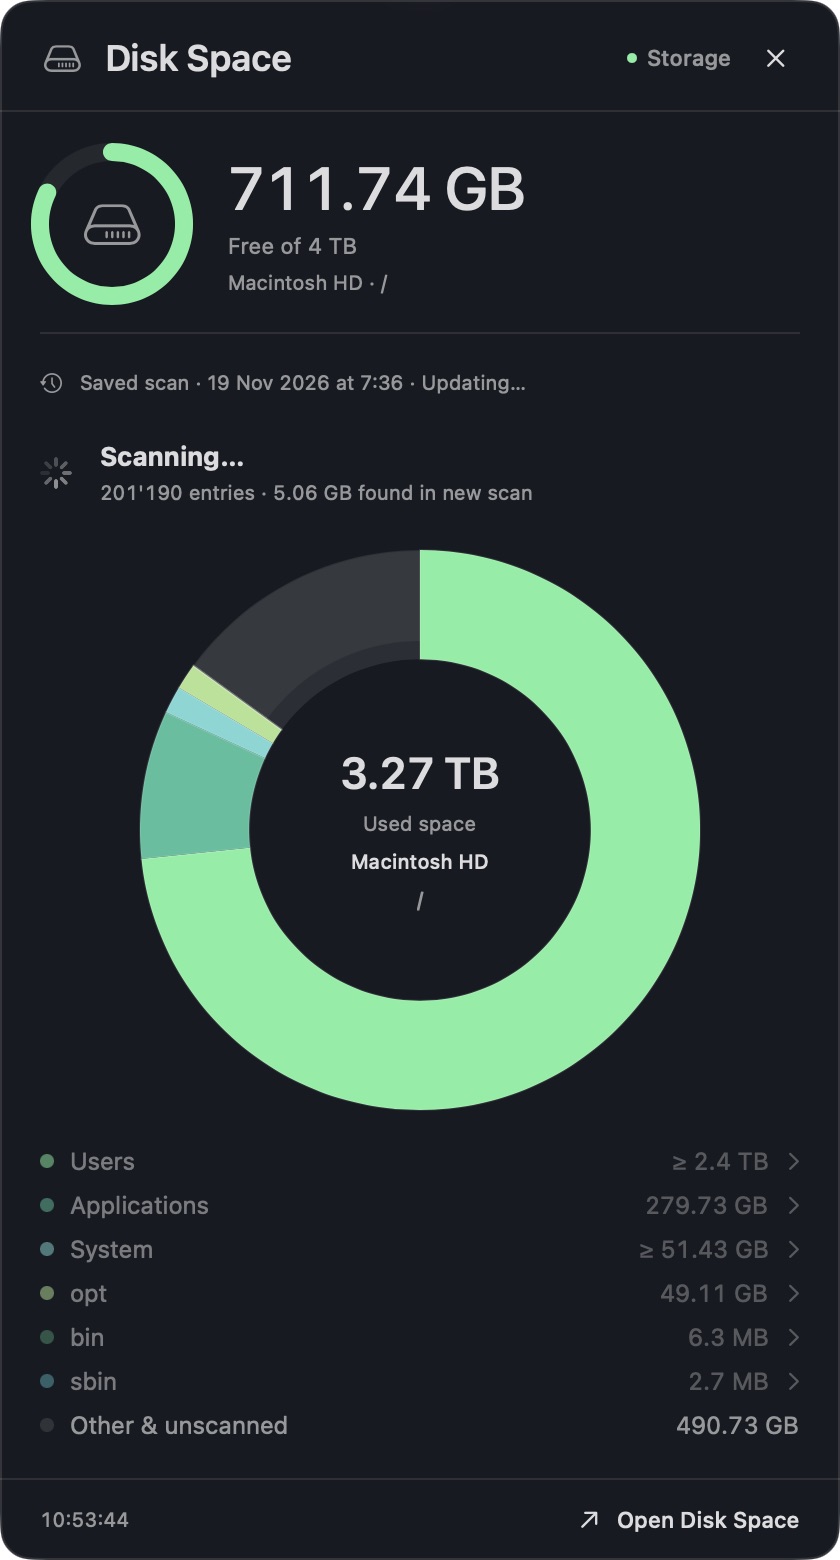 Disk Space
Storage
711.74 GB
Free of 4 TB
Macintosh HD · /
Saved scan · 19 Nov 2026 at 7:36 · Updating...
Scanning...
201'190 entries · 5.06 GB found in new scan
3.27 TB
Used space
Macintosh HD
/
Users ≥ 2.4 TB
Applications 279.73 GB
System ≥ 51.43 GB
opt 49.11 GB
bin 6.3 MB
sbin 2.7 MB
Other & unscanned 490.73 GB
10:53:44
Open Disk Space